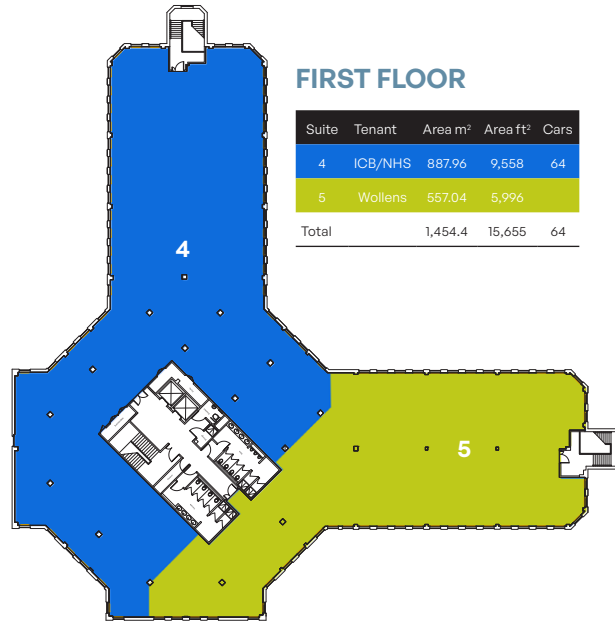 FIRST FLOOR
Suite Tenant Area m² Area ft² Cars
4 ICB/NHS 887.96 9,558 64
5 Wollens 557.04 5,996
Total 1,454.4 15,655 64
4
5